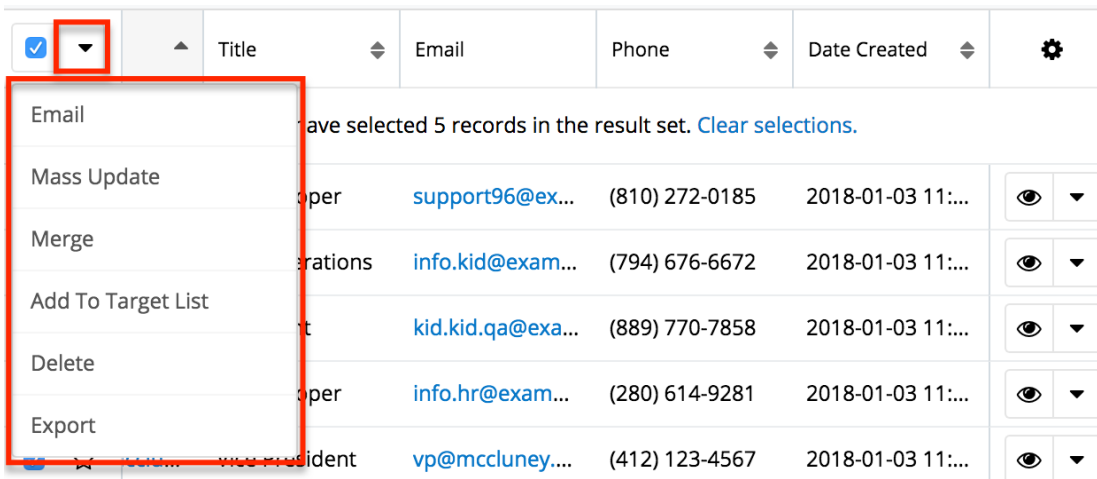 Title Email Phone Date Created
Email
have selected 5 records in the result set. Clear selections.
Mass Update
oper support96@ex... (810) 272-0185 2018-01-03 11:...
Merge
erations info.kid@exam... (794) 676-6672 2018-01-03 11:...
Add To Target List
kid.kid.qa@exa... (889) 770-7858 2018-01-03 11:...
Delete
oper info.hr@exam... (280) 614-9281 2018-01-03 11:...
Export
Vice President vp@mccluney.... (412) 123-4567 2018-01-03 11:...